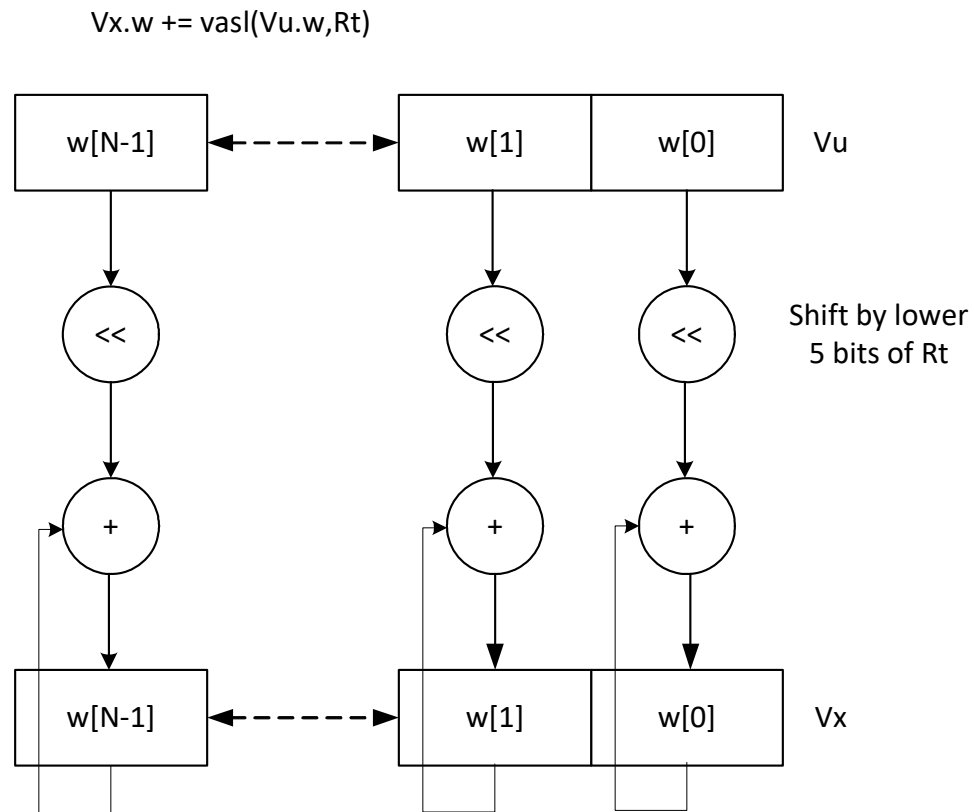 Vx.w += vasl(Vu.w,Rt)
w[N-1] w[1] w[0] Vu
<< << <<
Shift by lower
5 bits of Rt
+ + +
w[N-1] w[1] w[0] Vx